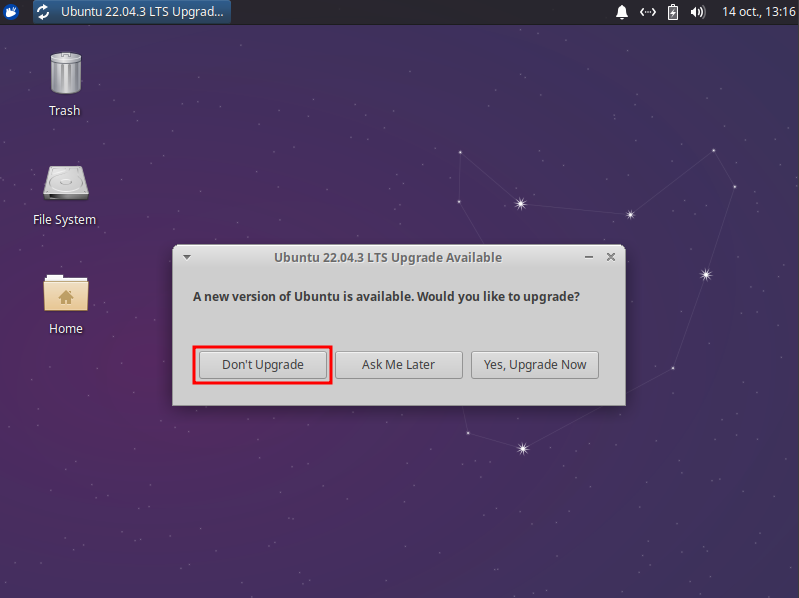 Ubuntu 22.04.3 LTS Upgrad...
14 oct., 13:16
Trash
File System
Home
Ubuntu 22.04.3 LTS Upgrade Available
A new version of Ubuntu is available. Would you like to upgrade?
Don't Upgrade
Ask Me Later
Yes, Upgrade Now